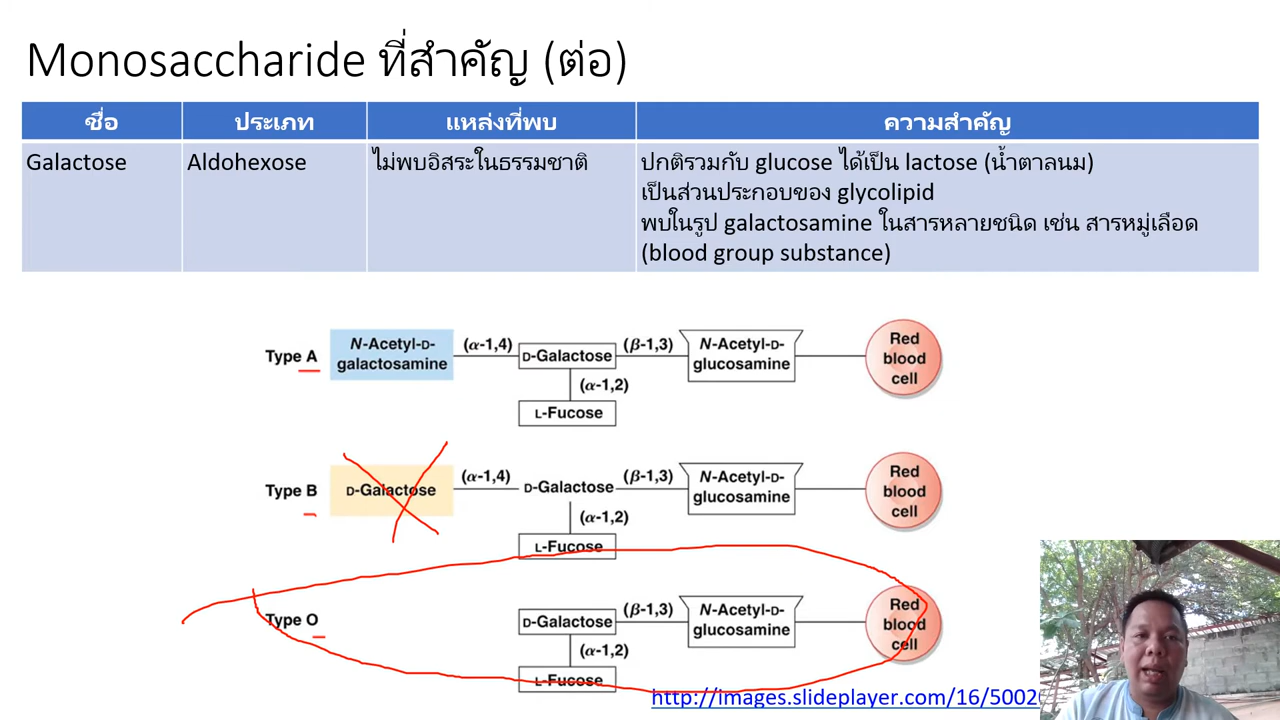 Monosaccharide ที่สำคัญ (ต่อ)
ชื่อ ประเภท แหล่งที่พบ ความสำคัญ
Galactose Aldohexose ไม่พบอิสระในธรรมชาติ ปกติรวมกับ glucose ได้เป็น lactose (น้ำตาลนม)
เป็นส่วนประกอบของ glycolipid
พบในรูป galactosamine ในสารหลายชนิด เช่น สารหมู่เลือด
(blood group substance)
Type A
N-Acetyl-D-
galactosamine
(α-1,4)
D-Galactose
(β-1,3)
N-Acetyl-D-
glucosamine
Red
blood
cell
(α-1,2)
L-Fucose
Type B
D-Galactose
(α-1,4)
D-Galactose
(β-1,3)
N-Acetyl-D-
glucosamine
Red
blood
cell
(α-1,2)
L-Fucose
Type O
D-Galactose
(β-1,3)
N-Acetyl-D-
glucosamine
Red
blood
cell
(α-1,2)
L-Fucose
http://images.slideplayer.com/16/5002